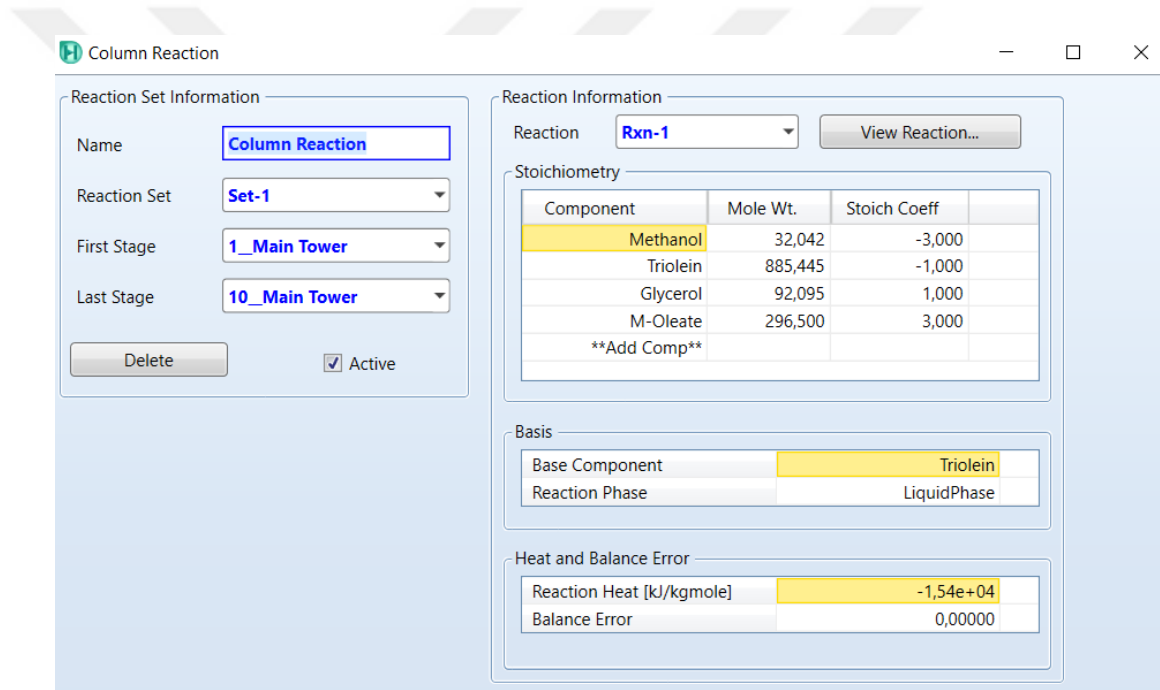 Column Reaction
Reaction Set Information
Name Column Reaction
Reaction Set Set-1
First Stage 1__Main Tower
Last Stage 10__Main Tower
Delete Active
Reaction Information
Reaction Rxn-1 View Reaction...
Stoichiometry
Component Mole Wt. Stoich Coeff
Methanol 32,042 -3,000
Triolein 885,445 -1,000
Glycerol 92,095 1,000
M-Oleate 296,500 3,000
**Add Comp**
Basis
Base Component Triolein
Reaction Phase LiquidPhase
Heat and Balance Error
Reaction Heat [kJ/kgmole] -1,54e+04
Balance Error 0,00000